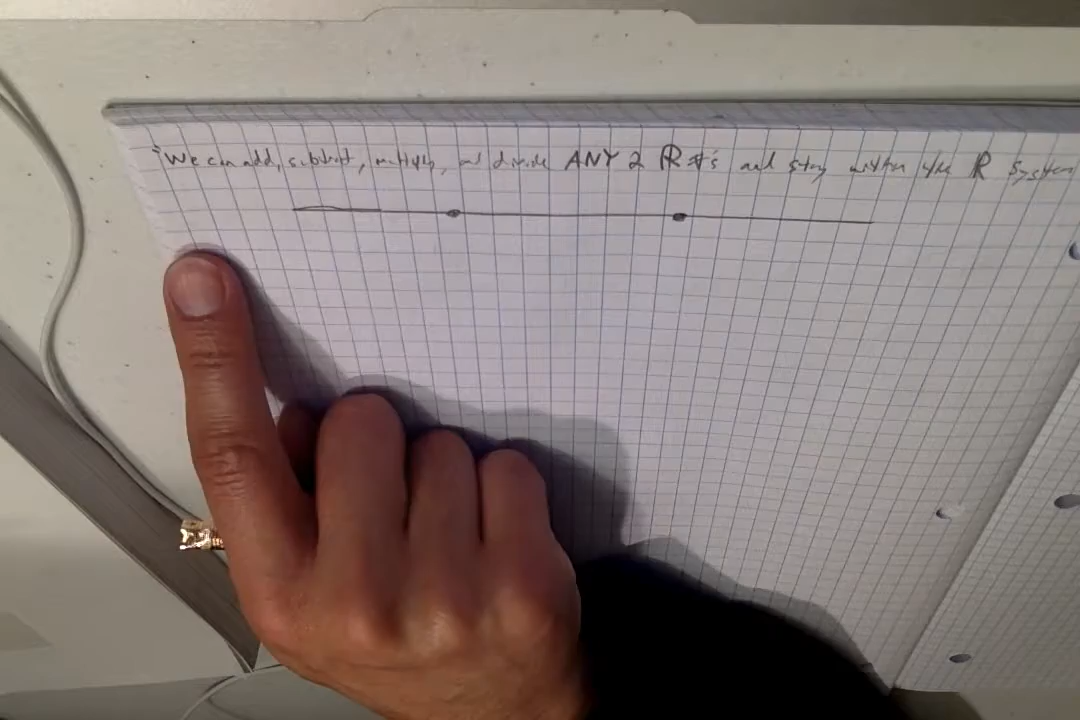 "We can add, subtract, multiply, and divide ANY 2 ℝ #'s and stay within the ℝ System